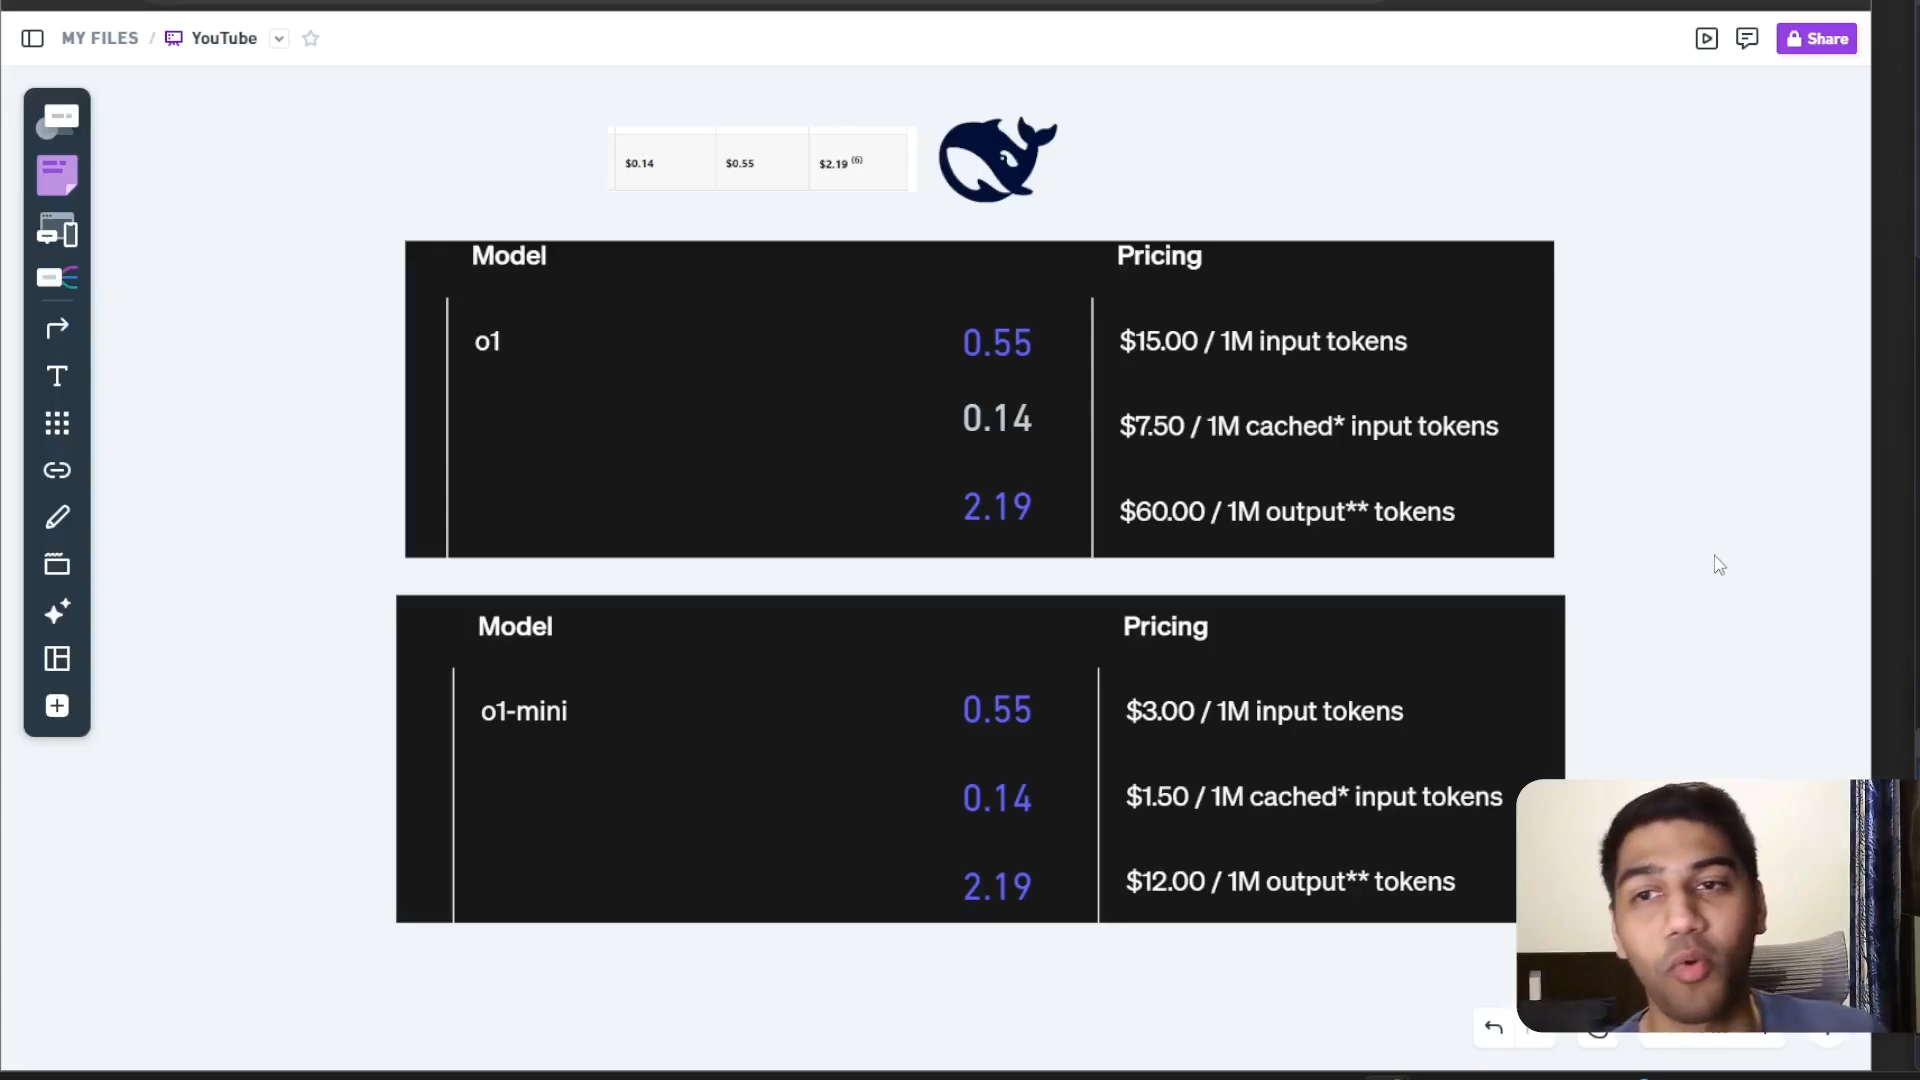 MY FILES / YouTube
Share
$0.14 $0.55 $2.19 (6)
Model Pricing
o1 0.55 $15.00 / 1M input tokens
0.14 $7.50 / 1M cached* input tokens
2.19 $60.00 / 1M output** tokens
Model Pricing
o1-mini 0.55 $3.00 / 1M input tokens
0.14 $1.50 / 1M cached* input tokens
2.19 $12.00 / 1M output** tokens